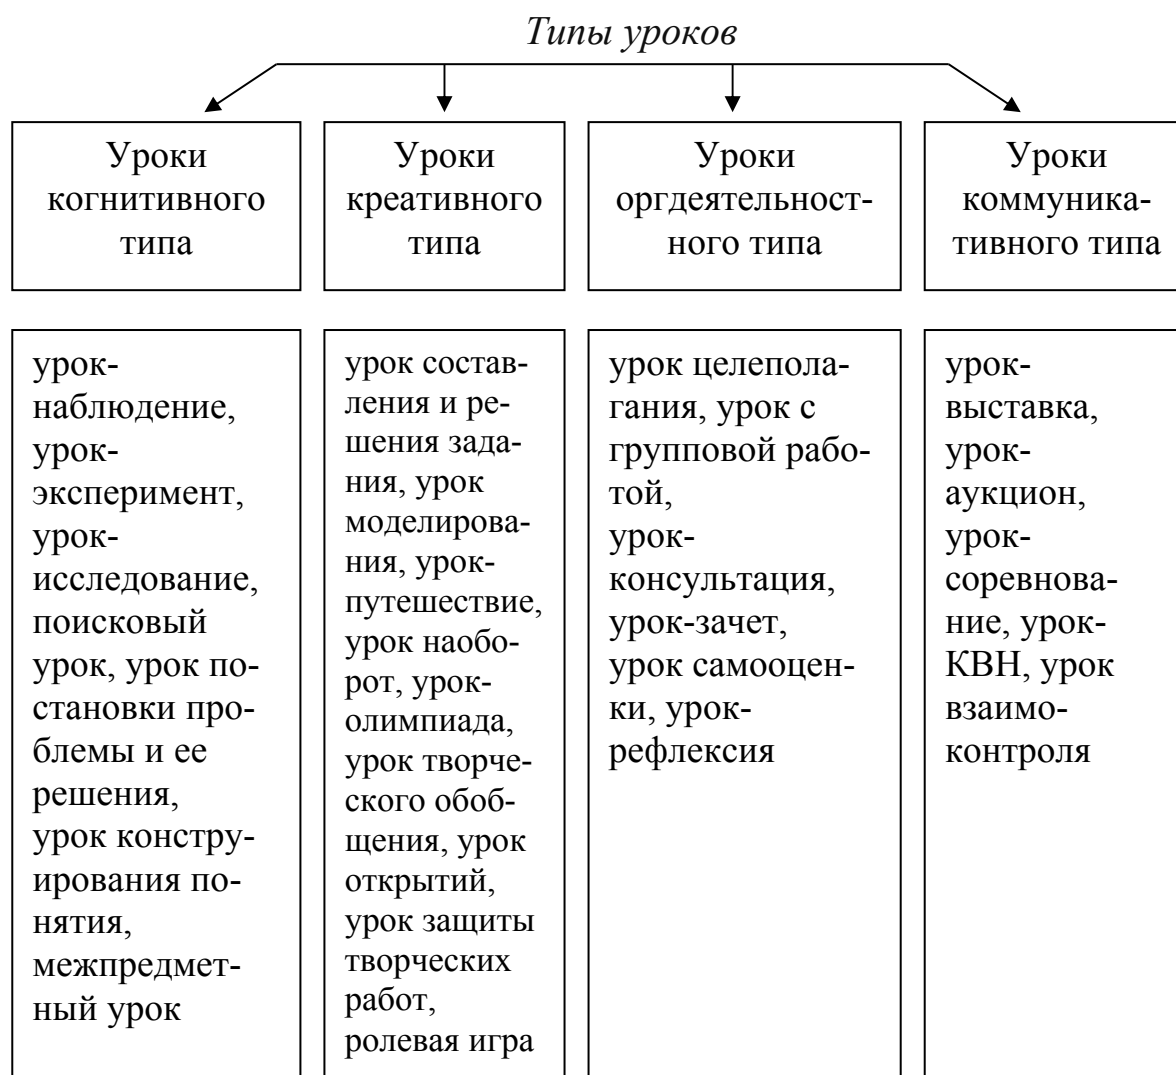 Типы уроков
Уроки
когнитивного
типа
Уроки
креативного
типа
Уроки
оргдеятельност-
ного типа
Уроки
коммуника-
тивного типа
урок-
наблюдение,
урок-
эксперимент,
урок-
исследование,
поисковый
урок, урок по-
становки про-
блемы и ее
решения,
урок констру-
ирования по-
нятия,
межпредмет-
ный урок
урок состав-
ления и ре-
шения зада-
ния, урок
моделирова-
ния, урок-
путешествие,
урок наобо-
рот, урок-
олимпиада,
урок творче-
ского обоб-
щения, урок
открытий,
урок защиты
творческих
работ,
ролевая игра
урок целепола-
гания, урок с
групповой рабо-
той,
урок-
консультация,
урок-зачет,
урок самооцен-
ки, урок-
рефлексия
урок-
выставка,
урок-
аукцион,
урок-
соревнова-
ние, урок-
КВН, урок
взаимо-
контроля